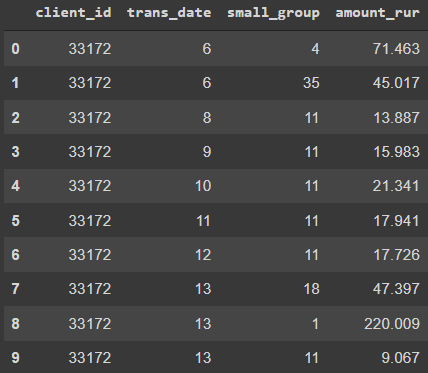 client_id trans_date small_group amount_rur
0 33172 6 4 71.463
1 33172 6 35 45.017
2 33172 8 11 13.887
3 33172 9 11 15.983
4 33172 10 11 21.341
5 33172 11 11 17.941
6 33172 12 11 17.726
7 33172 13 18 47.397
8 33172 13 1 220.009
9 33172 13 11 9.067